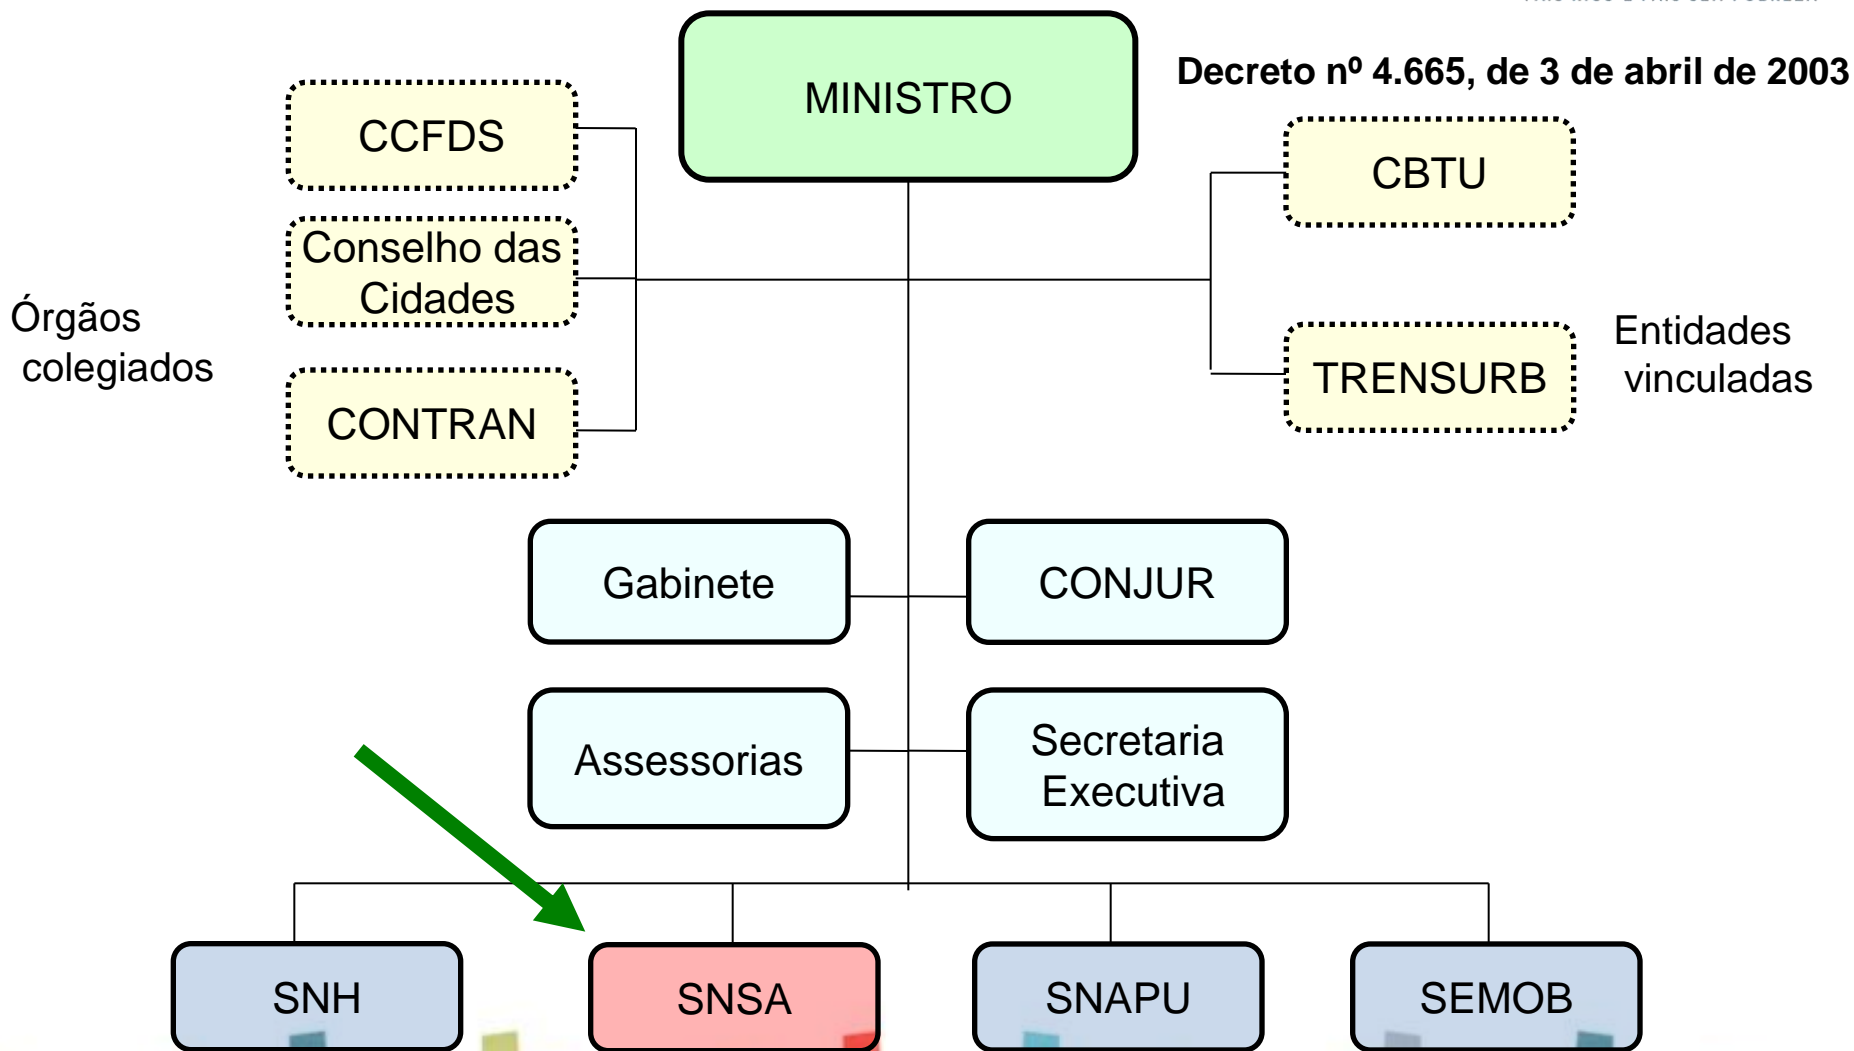 MINISTRO
Decreto nº 4.665, de 3 de abril de 2003
CCFDS
Conselho das
Cidades
CONTRAN
Órgãos
colegiados
CBTU
TRENSURB
Entidades
vinculadas
Gabinete
CONJUR
Assessorias
Secretaria
Executiva
SNH
SNSA
SNAPU
SEMOB